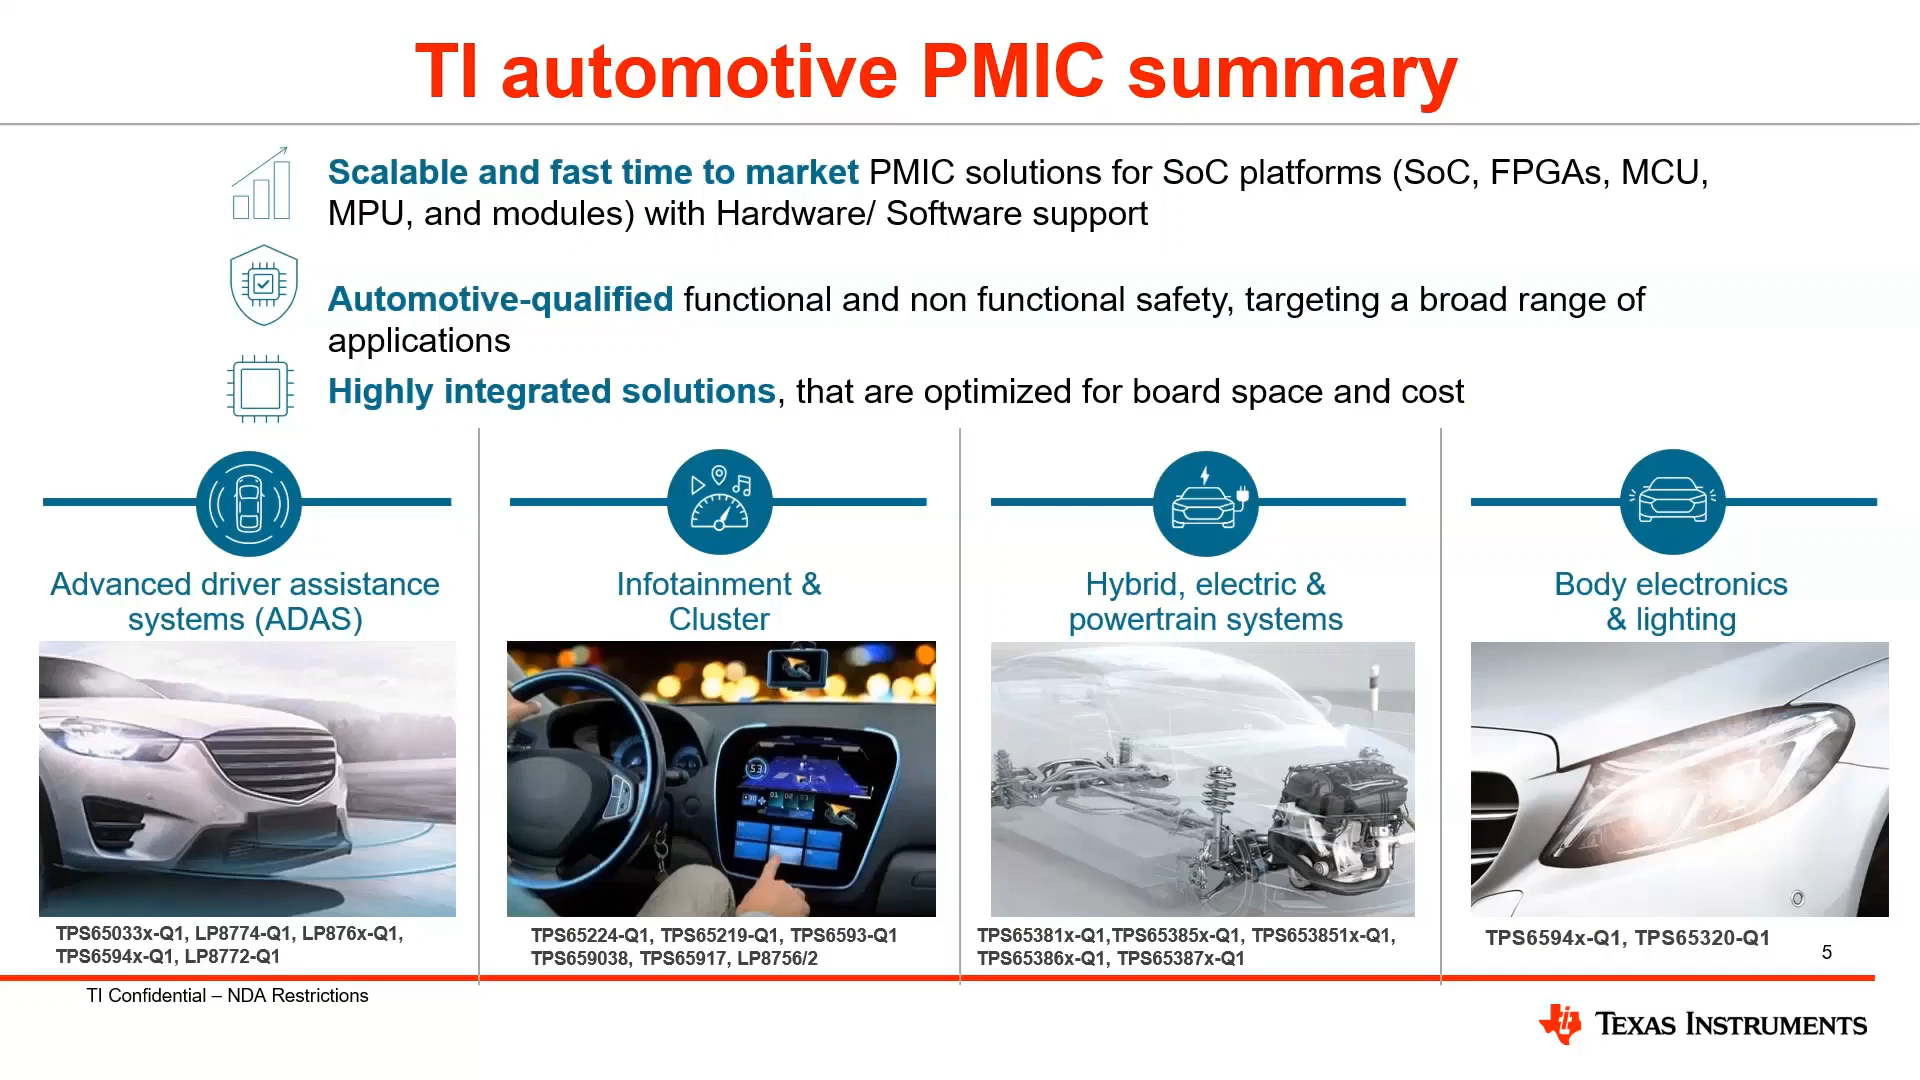 TI automotive PMIC summary
Scalable and fast time to market PMIC solutions for SoC platforms (SoC, FPGAs, MCU,
MPU, and modules) with Hardware/ Software support
Automotive-qualified functional and non functional safety, targeting a broad range of
applications
Highly integrated solutions, that are optimized for board space and cost
Advanced driver assistance
systems (ADAS)
TPS65033x-Q1, LP8774-Q1, LP876x-Q1,
TPS6594x-Q1, LP8772-Q1
Infotainment &
Cluster
53
TPS65224-Q1, TPS65219-Q1, TPS6593-Q1
TPS659038, TPS65917, LP8756/2
Hybrid, electric &
powertrain systems
TPS65381x-Q1,TPS65385x-Q1, TPS653851x-Q1,
TPS65386x-Q1, TPS65387x-Q1
Body electronics
& lighting
TPS6594x-Q1, TPS65320-Q1
5
TI Confidential – NDA Restrictions
TEXAS INSTRUMENTS